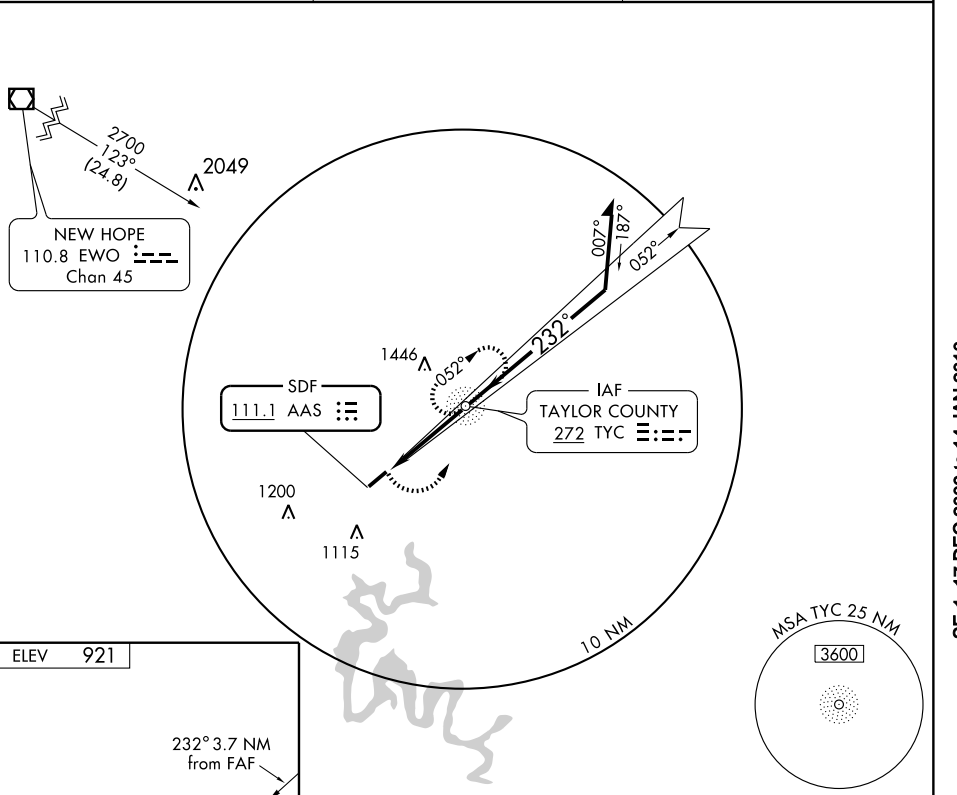 2700
123°
(24.8)
2049
NEW HOPE
110.8 EWO
Chan 45
007°
187°
052°
232°
1446
052°
SDF
111.1 AAS
IAF
TAYLOR COUNTY
272 TYC
1200
1115
10 NM
MSA TYC 25 NM
3600
ELEV 921
232° 3.7 NM
from FAF